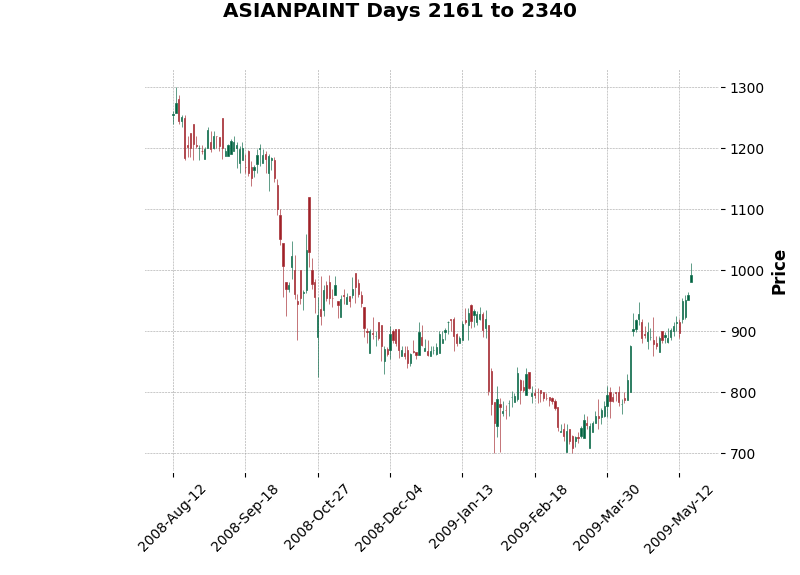 ASIANPAINT Days 2161 to 2340
1300
1200
1100
1000
900
800
700
Price
2008-Aug-12
2008-Sep-18
2008-Oct-27
2008-Dec-04
2009-Jan-13
2009-Feb-18
2009-Mar-30
2009-May-12